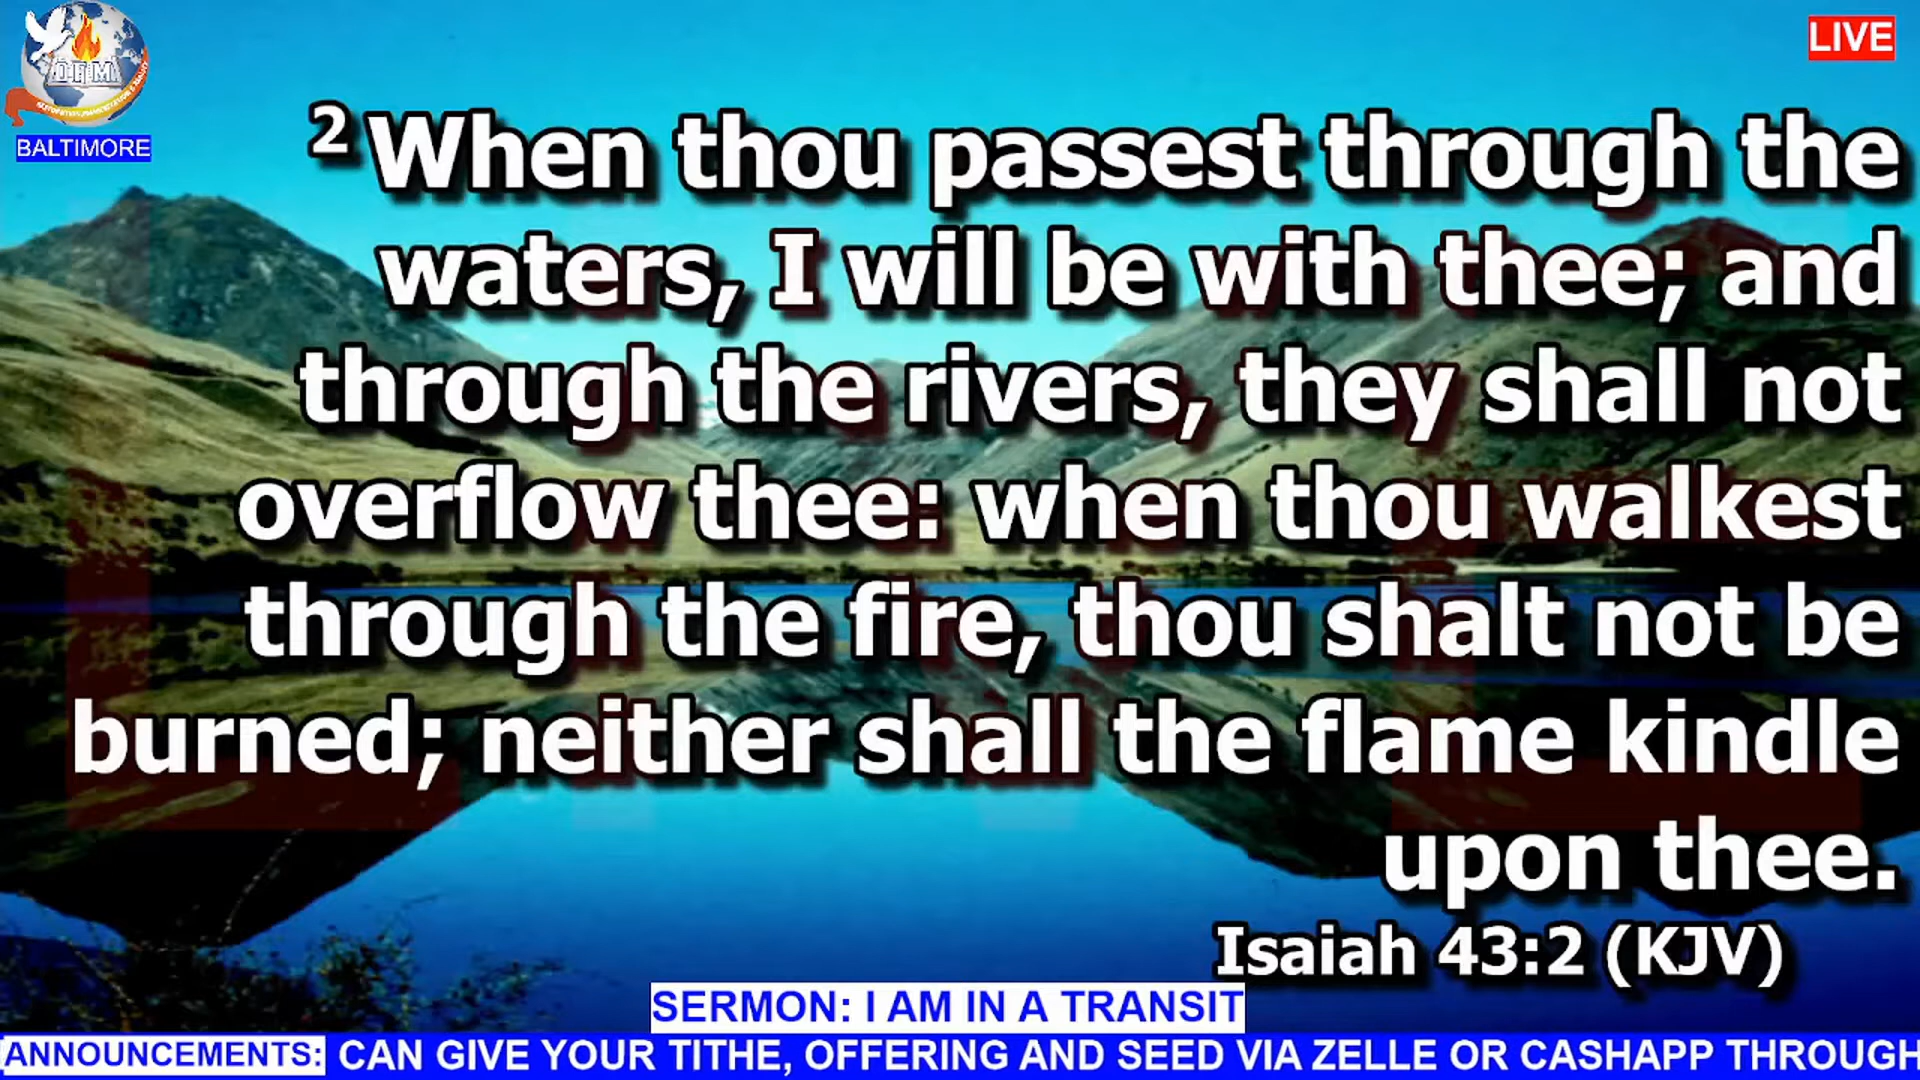 LIVE
BALTIMORE
2 When thou passest through the
waters, I will be with thee; and
through the rivers, they shall not
overflow thee: when thou walkest
through the fire, thou shalt not be
burned; neither shall the flame kindle
upon thee.
Isaiah 43:2 (KJV)
SERMON: I AM IN A TRANSIT
ANNOUNCEMENTS: CAN GIVE YOUR TITHE, OFFERING AND SEED VIA ZELLE OR CASHAPP THROUGH